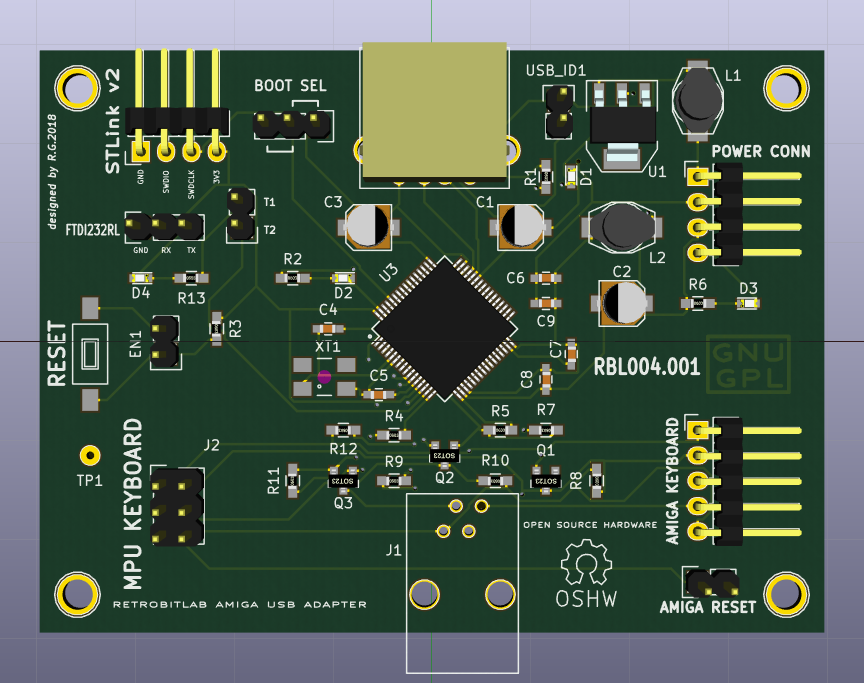 USB_ID1
L1
BOOT SEL
STLink v2
designed by R.G.2018
GND
SWDIO
SWDCLK
3V3
R1
D1
U1
POWER CONN
T1
T2
C3
C1
FTDI232RL
GND
RX
TX
L2
R2
U3
C6
C2
R6
D3
D4
R13
D2
C9
C4
R3
EN1
RESET
XT1
C7
C8
RBL004.001
GNU
GPL
C5
R4
R5
R7
R12
Q1
J2
MPU KEYBOARD
TP1
SOT23
Q2
R11
SOT23
Q3
R9
R10
SOT23
R8
AMIGA KEYBOARD
OPEN SOURCE HARDWARE
J1
OSHW
RETROBITLAB AMIGA USB ADAPTER
AMIGA RESET